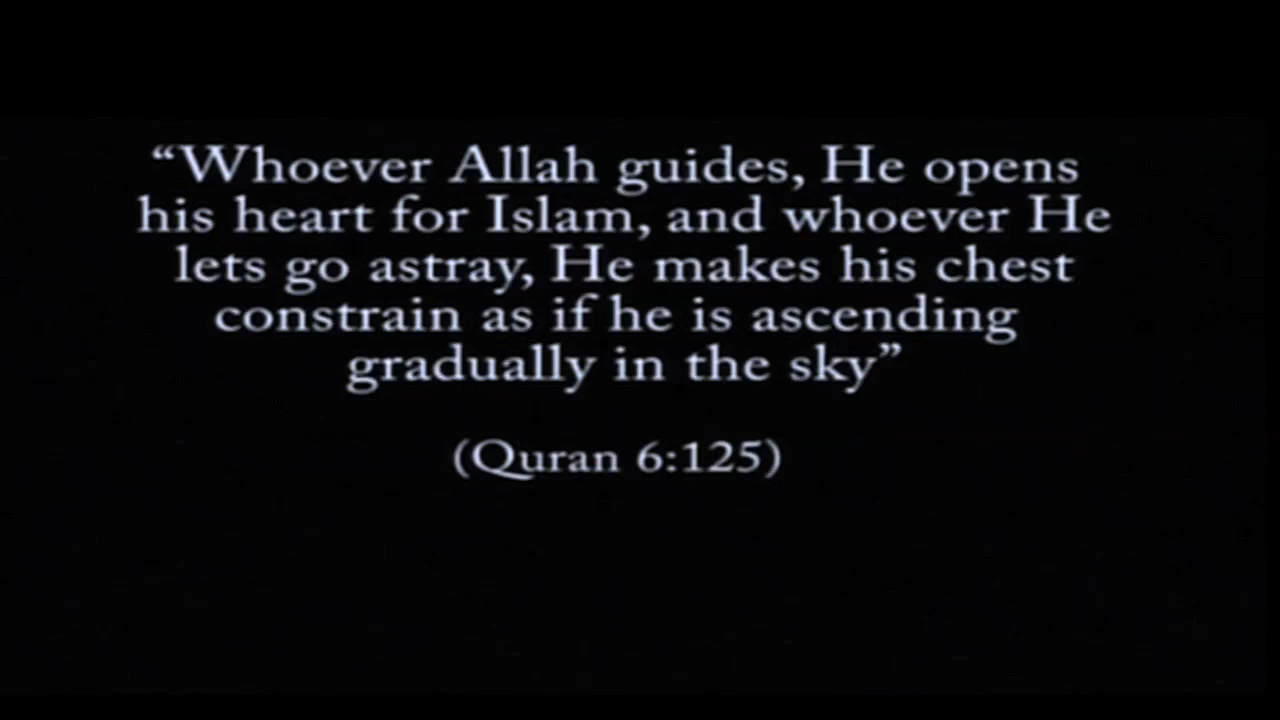 “Whoever Allah guides, He opens
his heart for Islam, and whoever He
lets go astray, He makes his chest
constrain as if he is ascending
gradually in the sky”
(Quran 6:125)